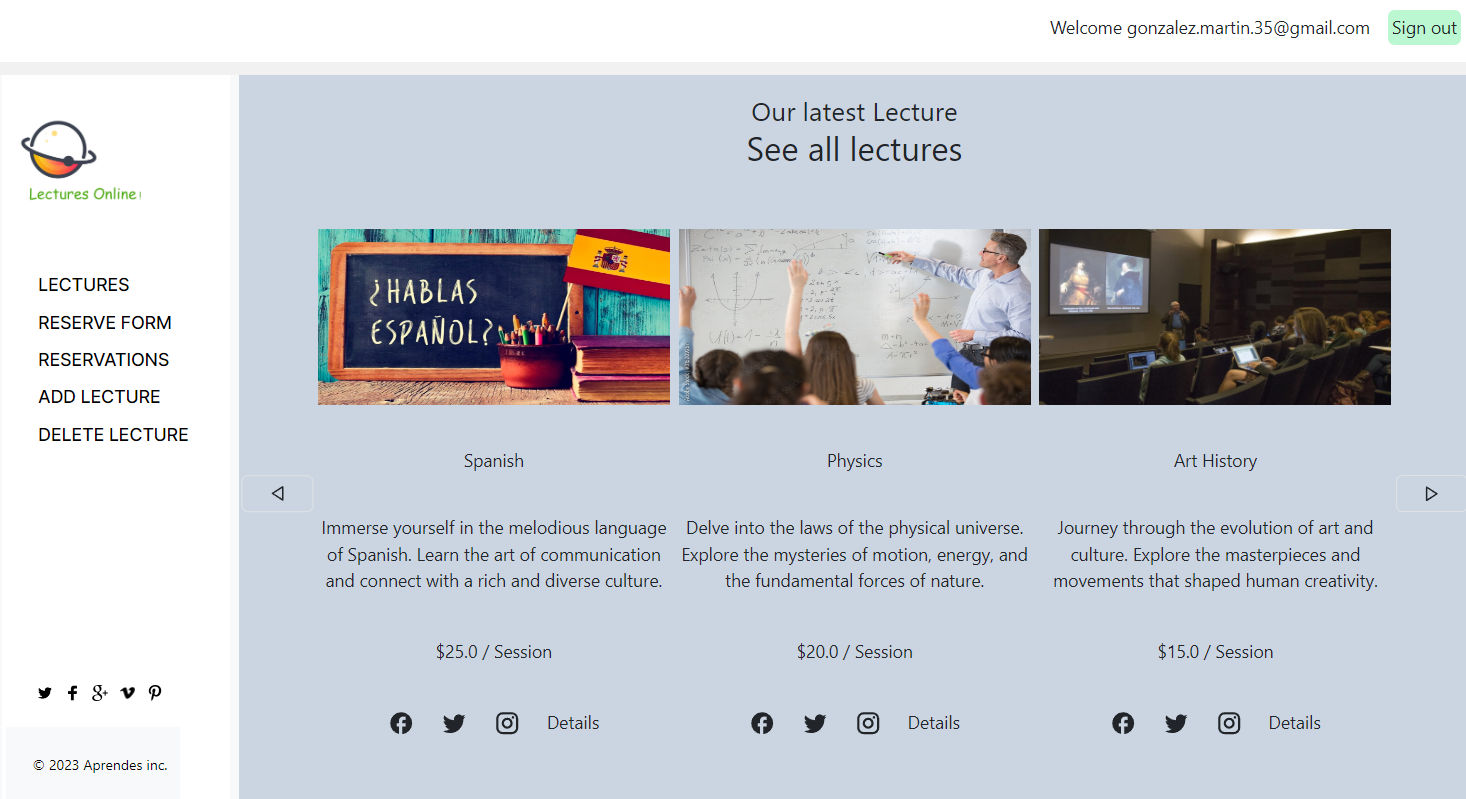 Welcome gonzalez.martin.35@gmail.com
Sign out
Lectures Online
LECTURES
RESERVE FORM
RESERVATIONS
ADD LECTURE
DELETE LECTURE
© 2023 Aprendes inc.
Our latest Lecture
See all lectures
¿HABLAS
ESPAÑOL?
Spanish
Immerse yourself in the melodious language
of Spanish. Learn the art of communication
and connect with a rich and diverse culture.
$25.0 / Session
Details
Physics
Delve into the laws of the physical universe.
Explore the mysteries of motion, energy, and
the fundamental forces of nature.
$20.0 / Session
Details
Art History
Journey through the evolution of art and
culture. Explore the masterpieces and
movements that shaped human creativity.
$15.0 / Session
Details